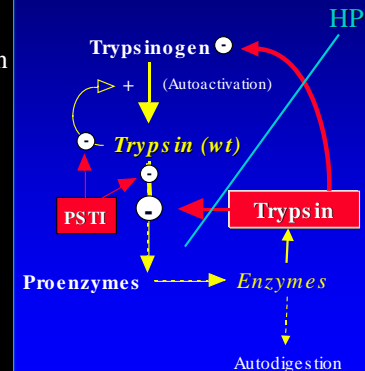 HP
n
Trypsinogen -
+ (Autoactivation)
- Trypsin (wt)
-
PSTI - Trypsin
Proenzymes Enzymes
Autodigestion